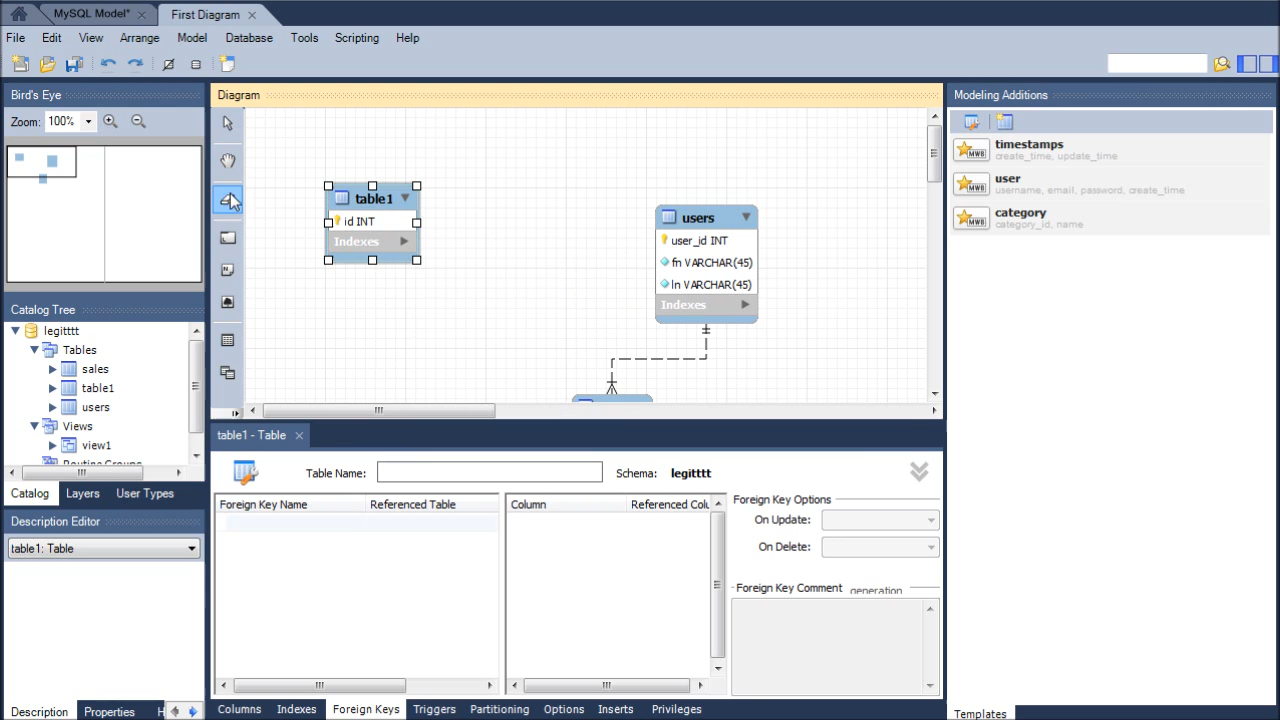 MySQL Model*
First Diagram
File Edit View Arrange Model Database Tools Scripting Help
Bird's Eye
Zoom: 100%
Diagram
Modeling Additions
timestamps
create_time, update_time
user
username, email, password, create_time
category
category_id, name
table1
id INT
Indexes
users
user_id INT
fn VARCHAR(45)
ln VARCHAR(45)
Indexes
Catalog Tree
legitttt
Tables
sales
table1
users
Views
view1
Routine Groups
Catalog Layers User Types
Description Editor
table1: Table
Description Properties H
table1 - Table
Table Name:
Schema: legitttt
Foreign Key Name Referenced Table
Column Referenced Colu
Foreign Key Options
On Update:
On Delete:
Foreign Key Comment generation
Columns Indexes Foreign Keys Triggers Partitioning Options Inserts Privileges
Templates